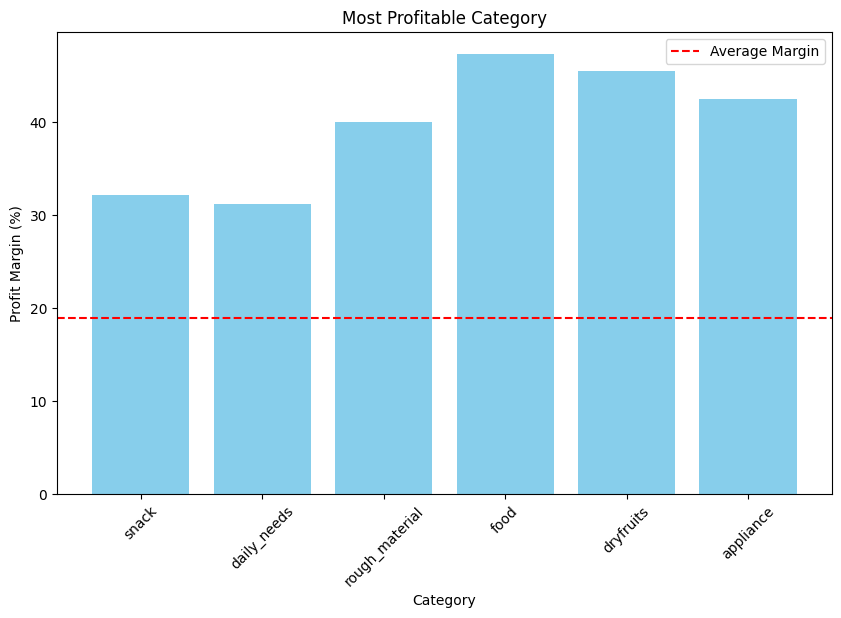 Most Profitable Category
Average Margin
Profit Margin (%)
40
30
20
10
0
snack
daily_needs
rough_material
food
dryfruits
appliance
Category